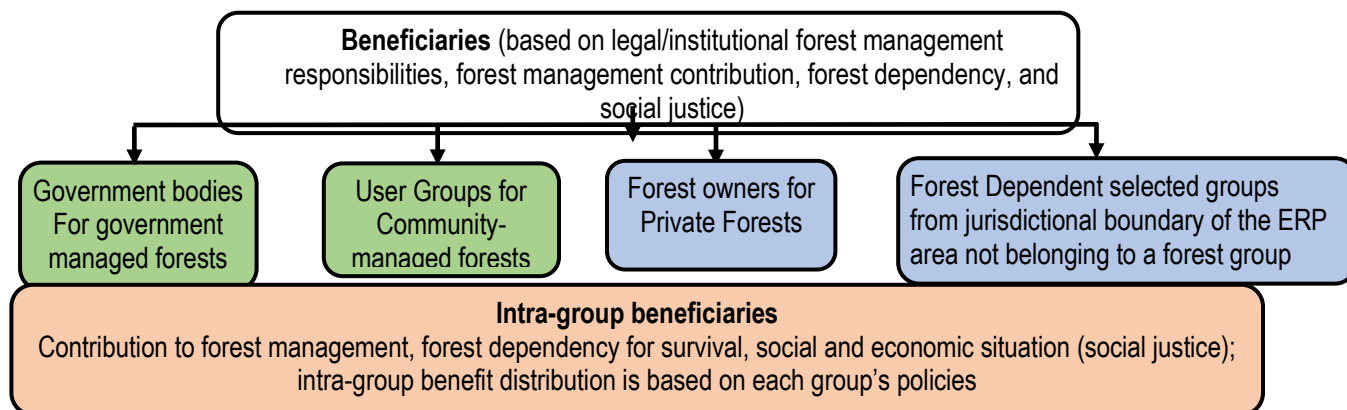 Beneficiaries (based on legal/institutional forest management
responsibilities, forest management contribution, forest dependency, and
social justice)
Government bodies
For government
managed forests
User Groups for
Community-
managed forests
Forest owners for
Private Forests
Forest Dependent selected groups
from jurisdictional boundary of the ERP
area not belonging to a forest group
Intra-group beneficiaries
Contribution to forest management, forest dependency for survival, social and economic situation (social justice);
intra-group benefit distribution is based on each group's policies